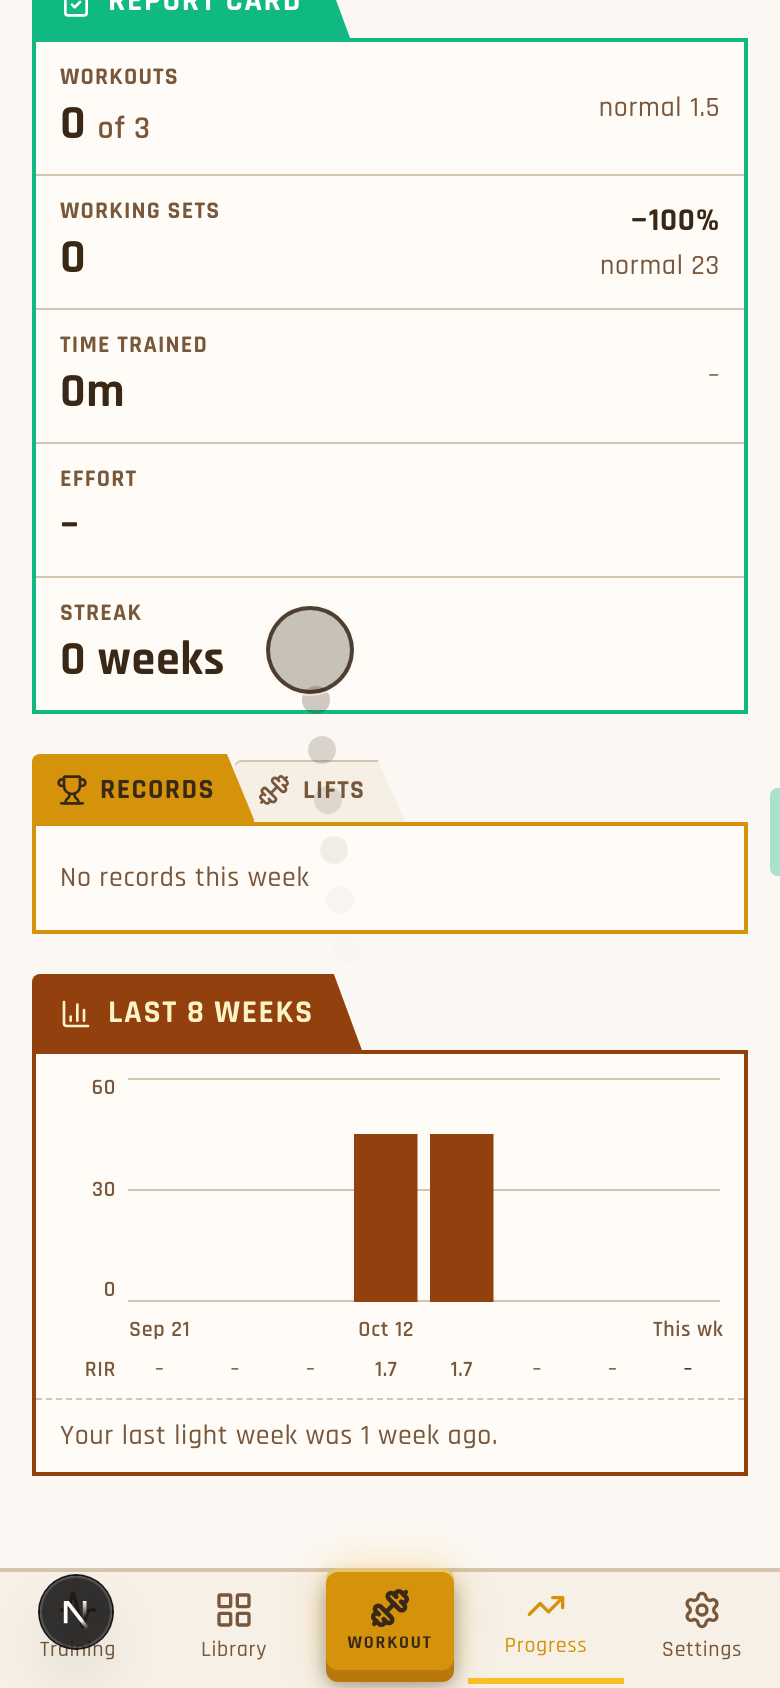 REPORT CARD
WORKOUTS
0 of 3
normal 1.5
WORKING SETS
0
−100%
normal 23
TIME TRAINED
0m
–
EFFORT
–
STREAK
0 weeks
RECORDS
LIFTS
No records this week
LAST 8 WEEKS
60
30
0
Sep 21 Oct 12 This wk
RIR – – – 1.7 1.7 – – –
Your last light week was 1 week ago.
N
Training Library WORKOUT Progress Settings